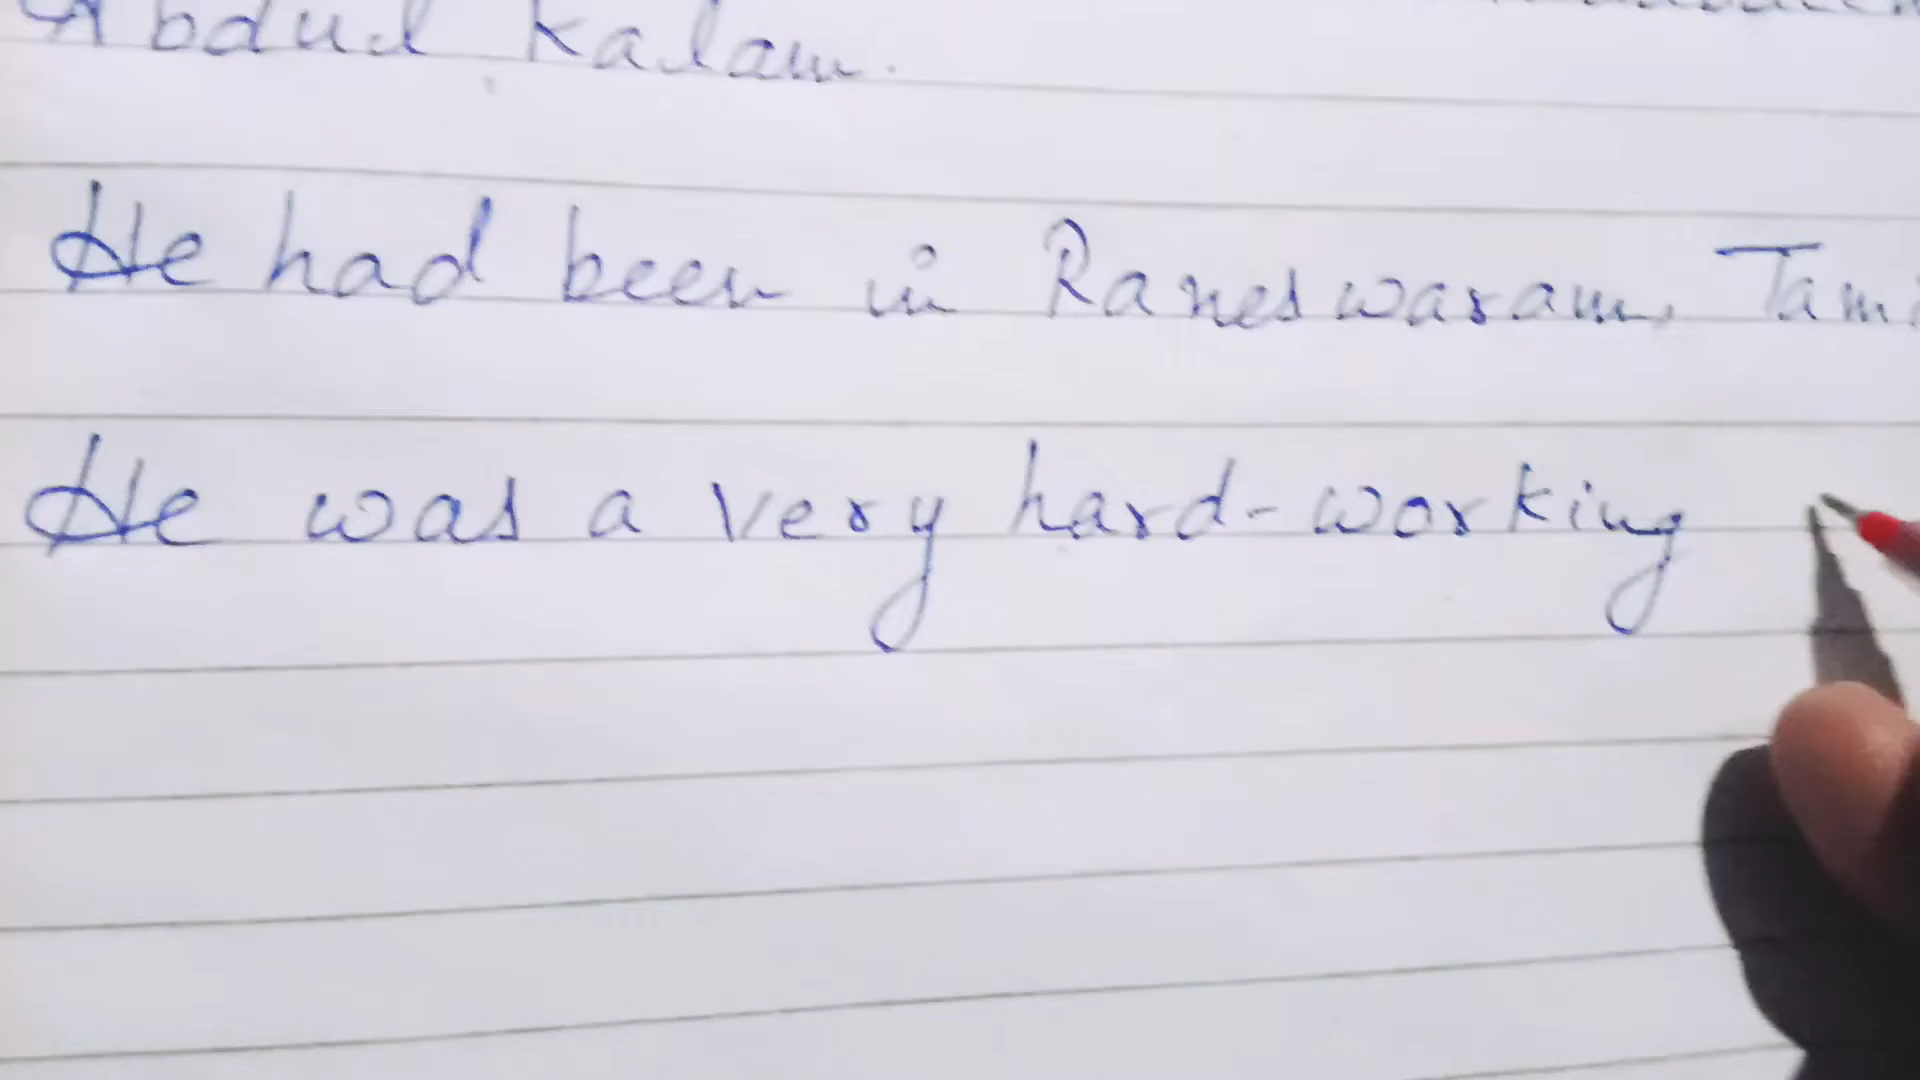 Abdul Kalam.
He had been in Rameswaram, Tami
He was a very hard-working